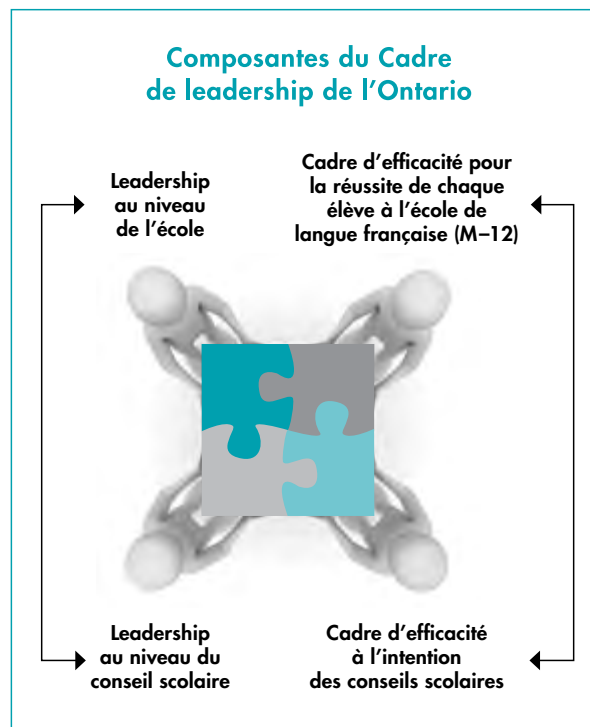 Composantes du Cadre
de leadership de l’Ontario
Leadership
au niveau
de l’école
Cadre d’efficacité pour
la réussite de chaque
élève à l’école de
langue française (M–12)
Leadership
au niveau du
conseil scolaire
Cadre d’efficacité
à l’intention
des conseils scolaires